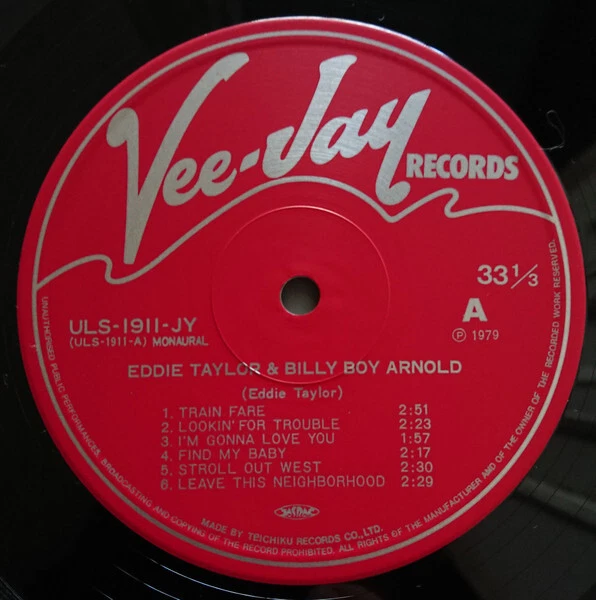 Vee-Jay
RECORDS
33 1/3
A
ULS-1911-JY
(ULS-1911-A) MONAURAL
℗ 1979
EDDIE TAYLOR & BILLY BOY ARNOLD
(Eddie Taylor)
1. TRAIN FARE 2:51
2. LOOKIN' FOR TROUBLE 2:23
3. I'M GONNA LOVE YOU 1:57
4. FIND MY BABY 2:17
5. STROLL OUT WEST 2:30
6. LEAVE THIS NEIGHBORHOOD 2:29
JASRAC
MADE BY TEICHIKU RECORDS CO., LTD.
UNAUTHORISED PUBLIC PERFORMANCES, BROADCASTING AND COPYING OF THE RECORD PROHIBITED. ALL RIGHTS OF THE MANUFACTURER AND OF THE OWNER OF THE RECORDED WORK RESERVED.